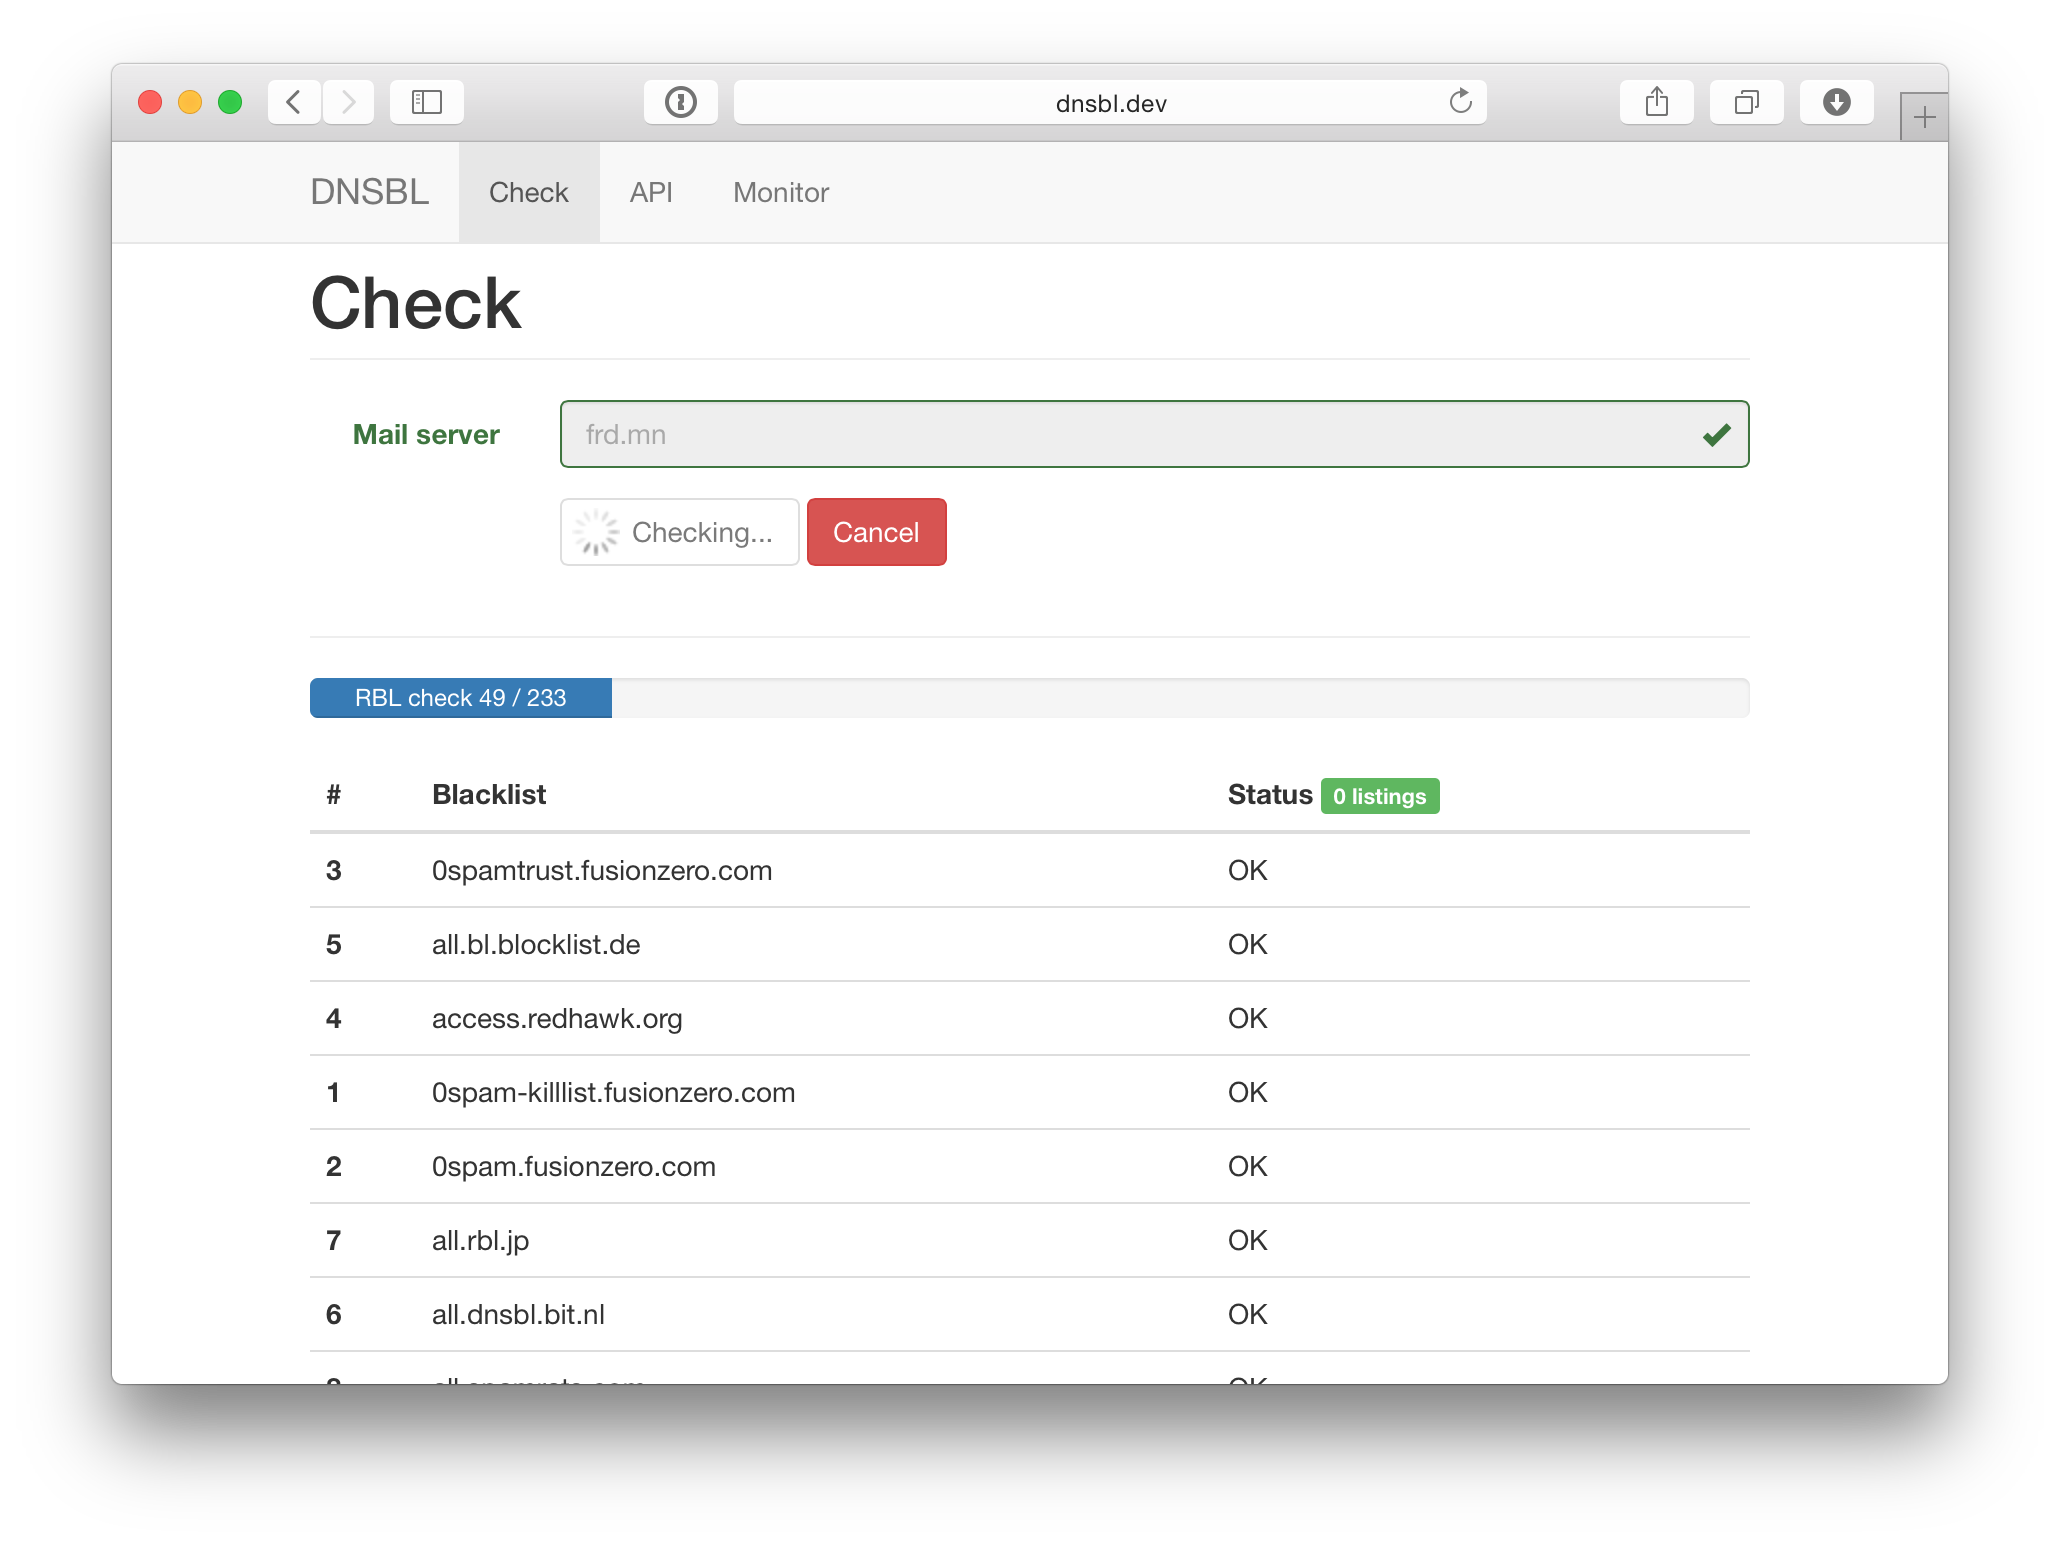 dnsbl.dev
DNSBL Check API Monitor
Check
Mail server frd.mn
Checking... Cancel
RBL check 49 / 233
# Blacklist Status 0 listings
3 0spamtrust.fusionzero.com OK
5 all.bl.blocklist.de OK
4 access.redhawk.org OK
1 0spam-killlist.fusionzero.com OK
2 0spam.fusionzero.com OK
7 all.rbl.jp OK
6 all.dnsbl.bit.nl OK